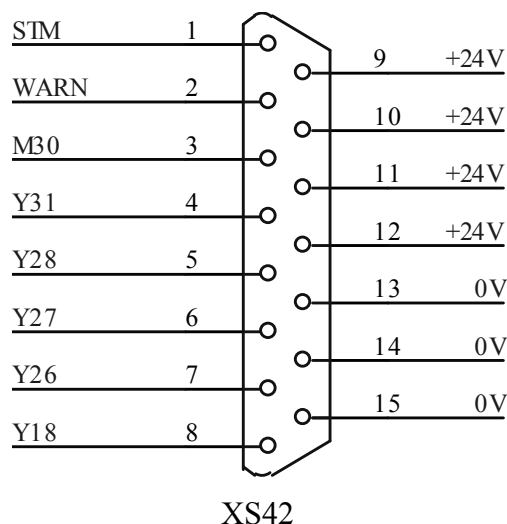 STM 1
9 +24V
WARN 2
10 +24V
M30 3
11 +24V
Y31 4
12 +24V
Y28 5
13 0V
Y27 6
14 0V
Y26 7
15 0V
Y18 8
XS42